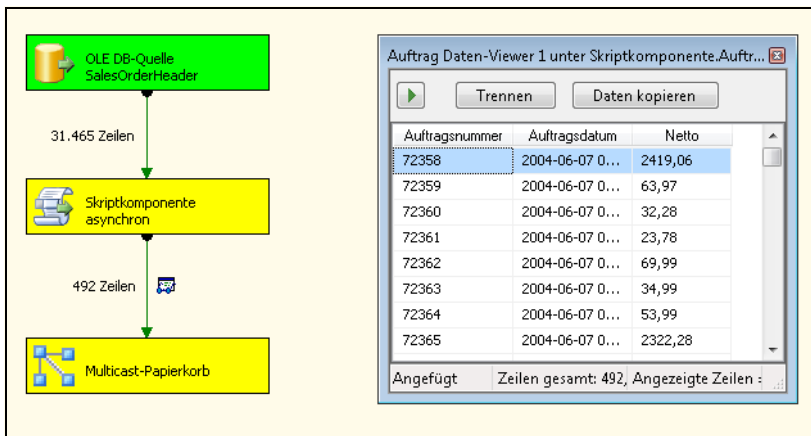 OLE DB-Quelle
SalesOrderHeader
31.465 Zeilen
Skriptkomponente
asynchron
492 Zeilen
Multicast-Papierkorb
Auftrag Daten-Viewer 1 unter Skriptkomponente.Auftr...
Trennen Daten kopieren
Auftragsnummer Auftragsdatum Netto
72358 2004-06-07 0... 2419,06
72359 2004-06-07 0... 63,97
72360 2004-06-07 0... 32,28
72361 2004-06-07 0... 23,78
72362 2004-06-07 0... 69,99
72363 2004-06-07 0... 34,99
72364 2004-06-07 0... 53,99
72365 2004-06-07 0... 2322,28
Angefügt Zeilen gesamt: 492, Angezeigte Zeilen =